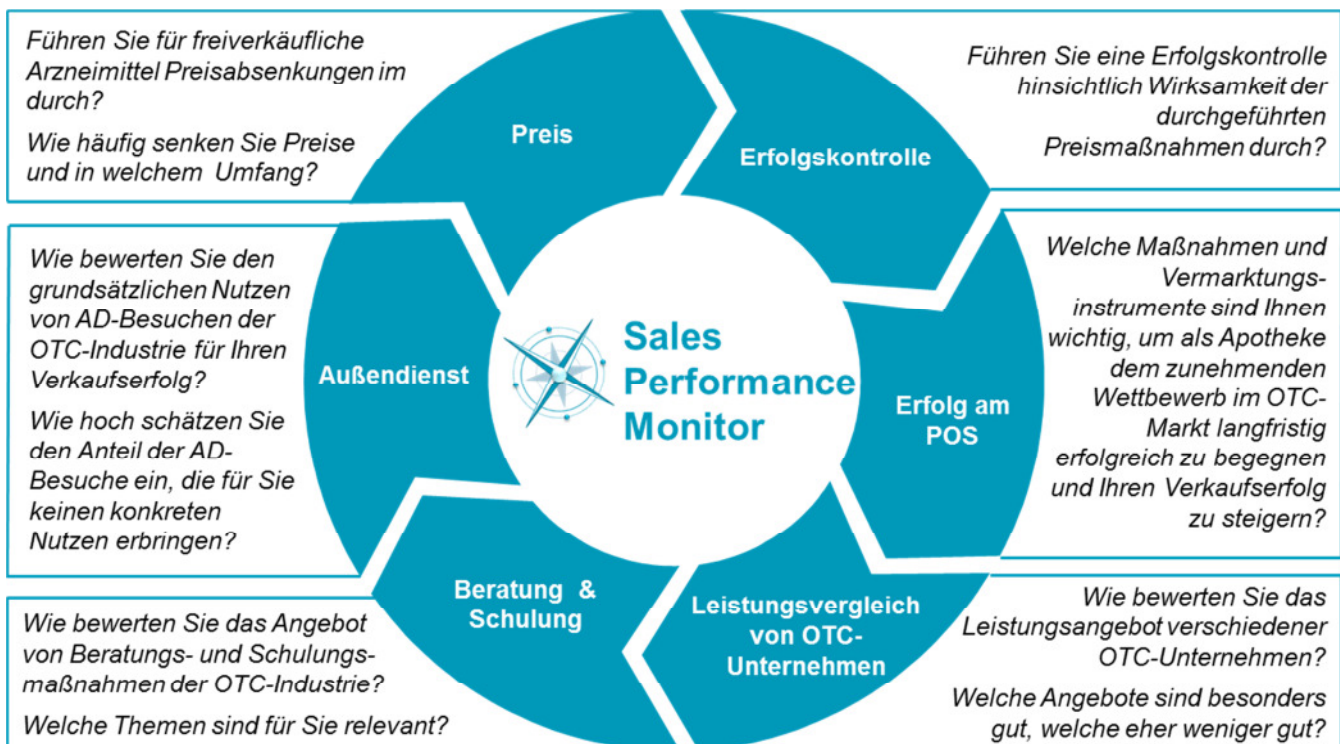 Führen Sie für freiverkäufliche
Arzneimittel Preisabsenkungen im
durch?
Wie häufig senken Sie Preise
und in welchem Umfang?
Preis
Erfolgskontrolle
Führen Sie eine Erfolgskontrolle
hinsichtlich Wirksamkeit der
durchgeführten
Preismaßnahmen durch?
Wie bewerten Sie den
grundsätzlichen Nutzen
von AD-Besuchen der
OTC-Industrie für Ihren
Verkaufserfolg?
Wie hoch schätzen Sie
den Anteil der AD-
Besuche ein, die für Sie
keinen konkreten
Nutzen erbringen?
Außendienst
Sales
Performance
Monitor
Erfolg am
POS
Welche Maßnahmen und
Vermarktungs-
instrumente sind Ihnen
wichtig, um als Apotheke
dem zunehmenden
Wettbewerb im OTC-
Markt langfristig
erfolgreich zu begegnen
und Ihren Verkaufserfolg
zu steigern?
Wie bewerten Sie das Angebot
von Beratungs- und Schulungs-
maßnahmen der OTC-Industrie?
Welche Themen sind für Sie relevant?
Beratung &
Schulung
Leistungsvergleich
von OTC-
Unternehmen
Wie bewerten Sie das
Leistungsangebot verschiedener
OTC-Unternehmen?
Welche Angebote sind besonders
gut, welche eher weniger gut?